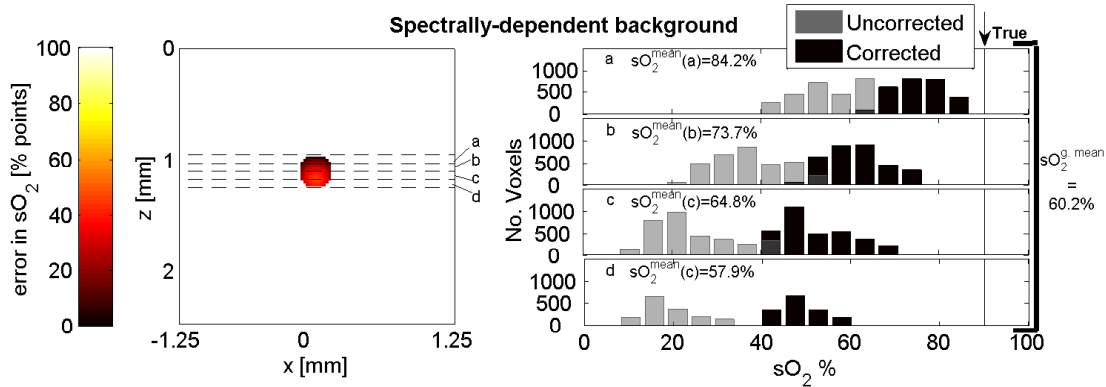 Spectrally-dependent background
Uncorrected
Corrected
True
error in sO2 [% points]
100
80
60
40
20
0
z [mm]
0
1
2
-1.25
0
1.25
x [mm]
a
b
c
d
No. Voxels
a sO2mean(a)=84.2%
1000
500
0
b sO2mean(b)=73.7%
1000
500
0
c sO2mean(c)=64.8%
1000
500
0
d sO2mean(c)=57.9%
1000
500
0
0
20
40
60
80
100
sO2 %
sO2g. mean
=
60.2%